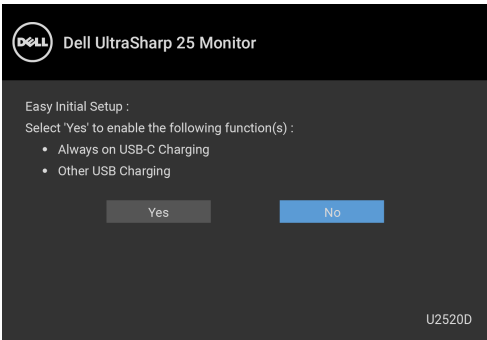 DELL Dell UltraSharp 25 Monitor
Easy Initial Setup :
Select 'Yes' to enable the following function(s) :
• Always on USB-C Charging
• Other USB Charging
Yes No
U2520D